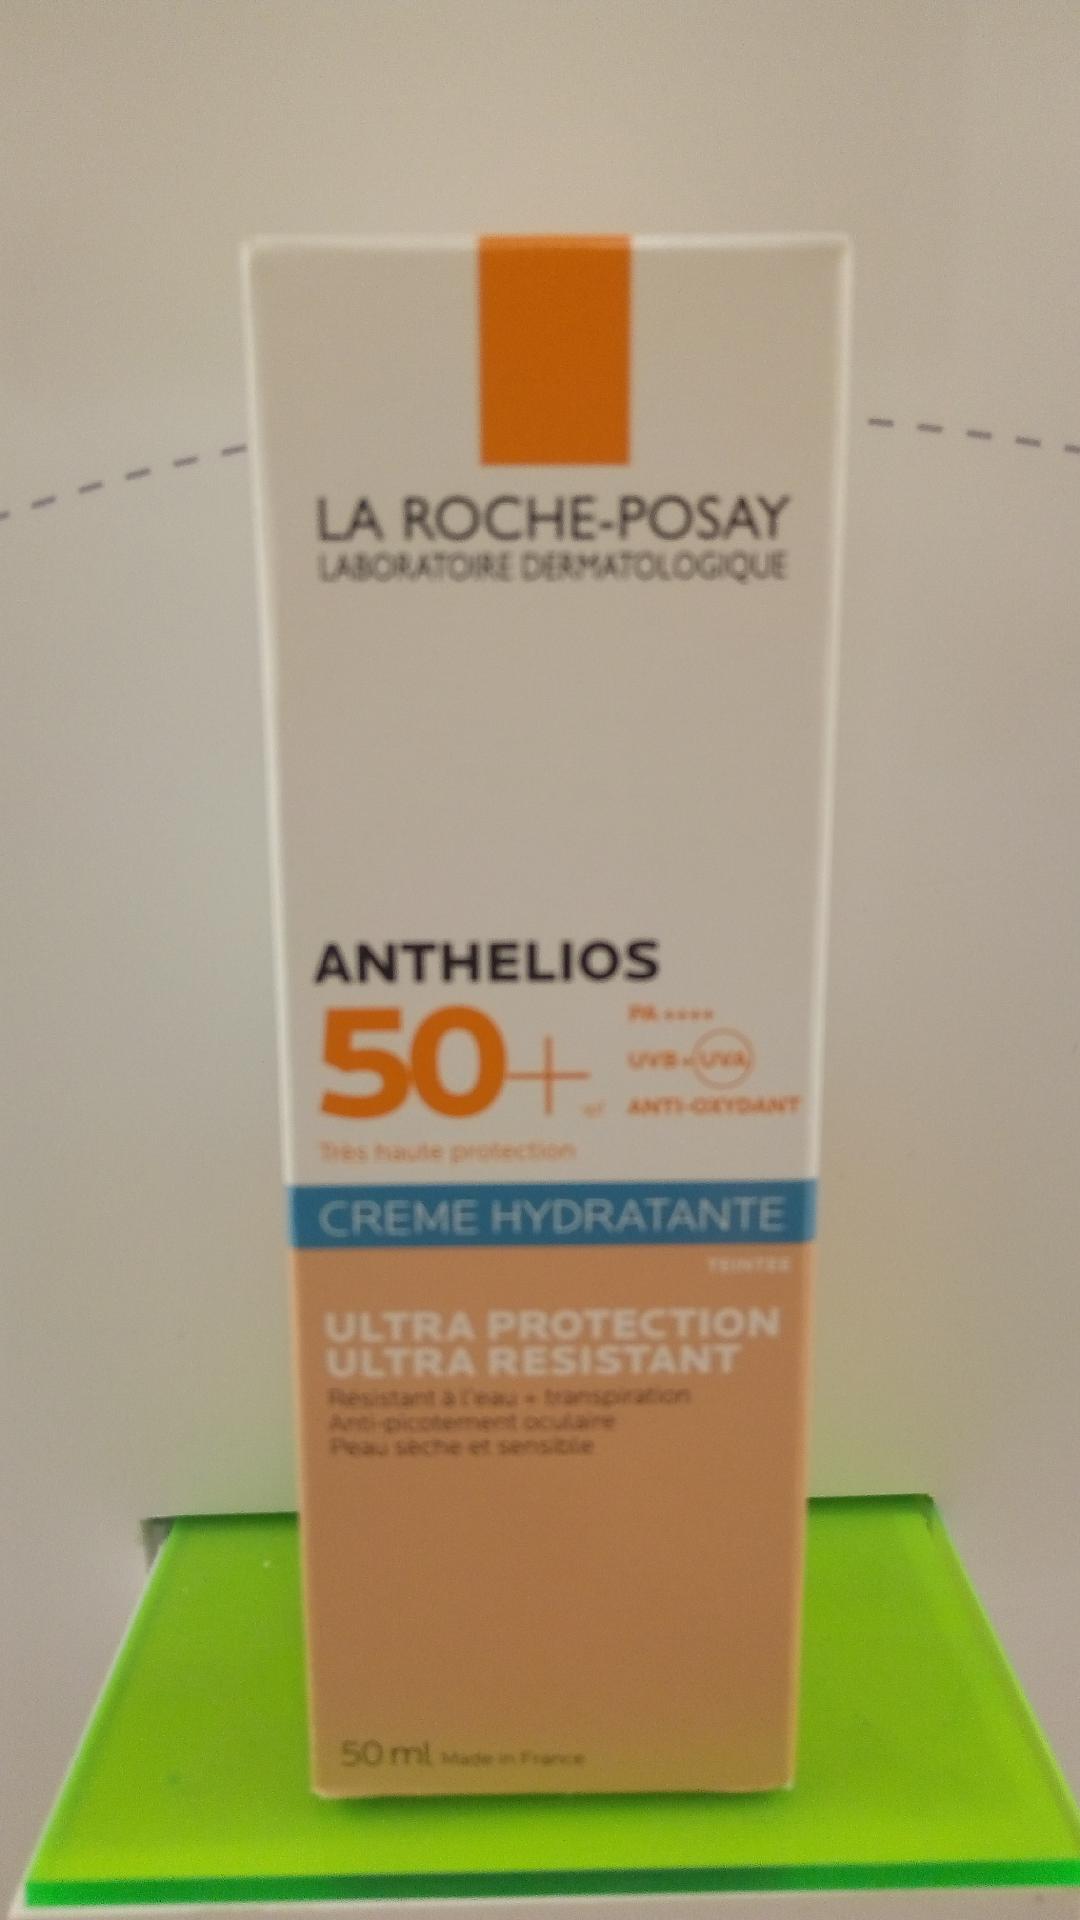 LA ROCHE-POSAY
LABORATOIRE DERMATOLOGIQUE
ANTHELIOS
50+
PA ++++
UVB + UVA
ANTI-OXYDANT
Très haute protection
CREME HYDRATANTE
TEINTEE
ULTRA PROTECTION
ULTRA RESISTANT
Résistant à l'eau + transpiration
Anti-picotement oculaire
Peau sèche et sensible
50 ml Made in France